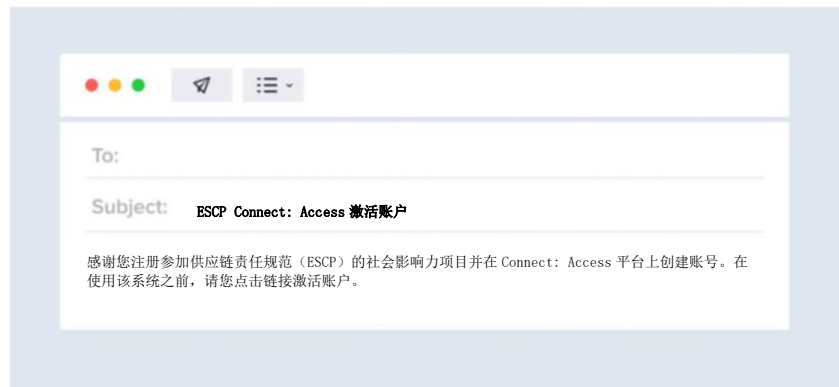 To:
Subject: ESCP Connect: Access 激活账户
感谢您注册参加供应链责任规范（ESCP）的社会影响力项目并在 Connect: Access 平台上创建账号。在
使用该系统之前，请您点击链接激活账户。